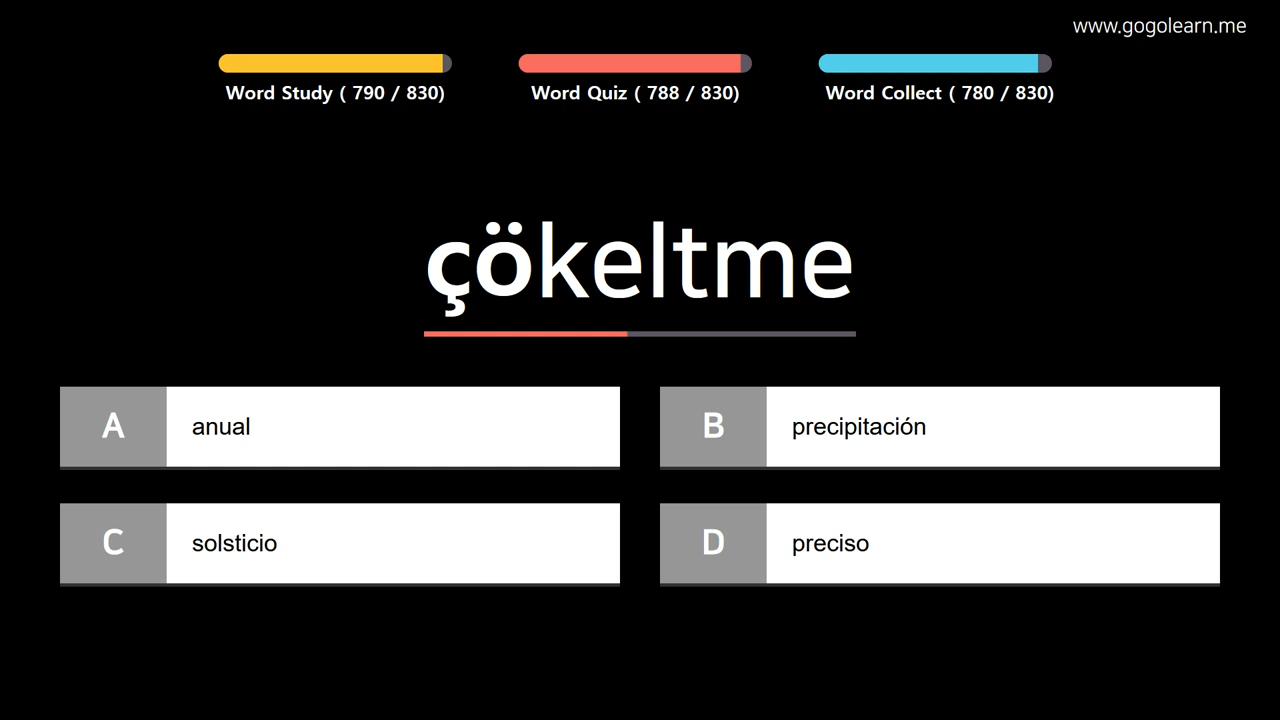 www.gogolearn.me
Word Study ( 790 / 830)
Word Quiz ( 788 / 830)
Word Collect ( 780 / 830)
çökeltme
A anual
B precipitación
C solsticio
D preciso